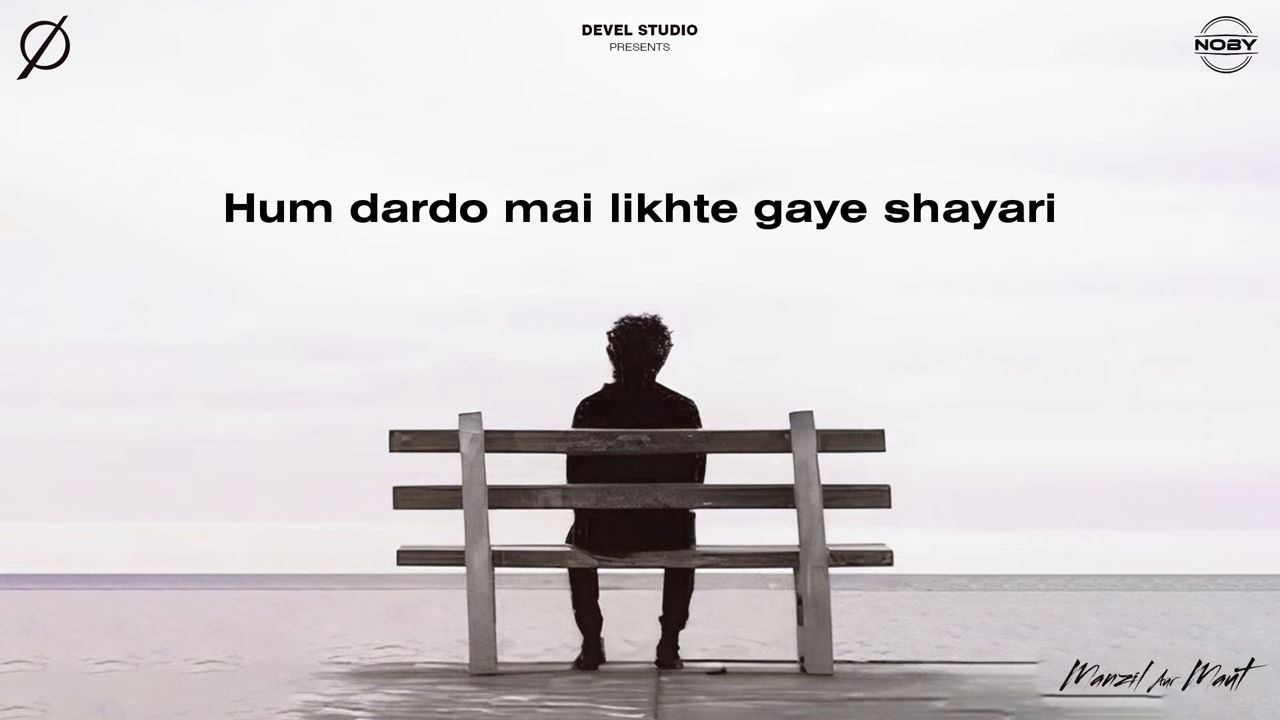 DEVEL STUDIO
PRESENTS
NOBY
Hum dardo mai likhte gaye shayari
Manzil Aur Maut